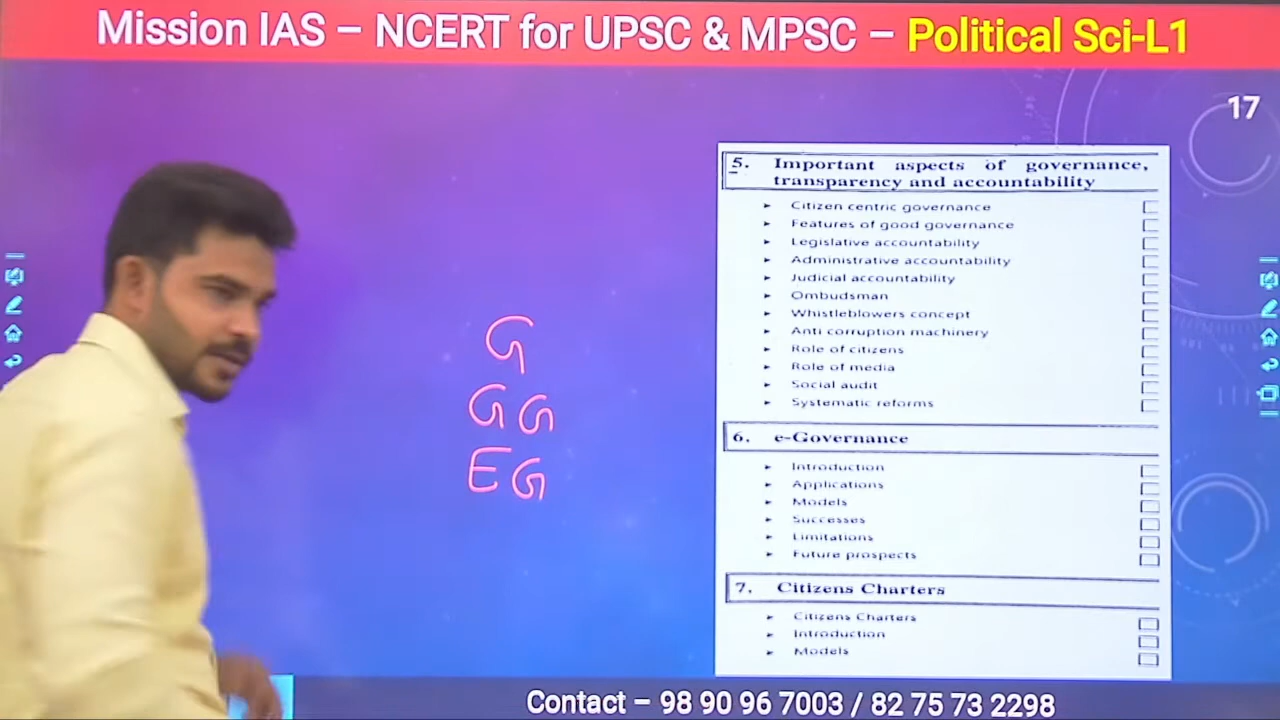 Mission IAS – NCERT for UPSC & MPSC – Political Sci-L1
17
5. Important aspects of governance,
transparency and accountability
► Citizen centric governance
► Features of good governance
► Legislative accountability
► Administrative accountability
► Judicial accountability
► Ombudsman
► Whistleblowers concept
► Anti corruption machinery
► Role of citizens
► Role of media
► Social audit
► Systematic reforms
6. e-Governance
► Introduction
► Applications
► Models
► Successes
► Limitations
► Future prospects
7. Citizens Charters
► Citizens Charters
► Introduction
► Models
G
GG
EG
Contact – 98 90 96 7003 / 82 75 73 2298